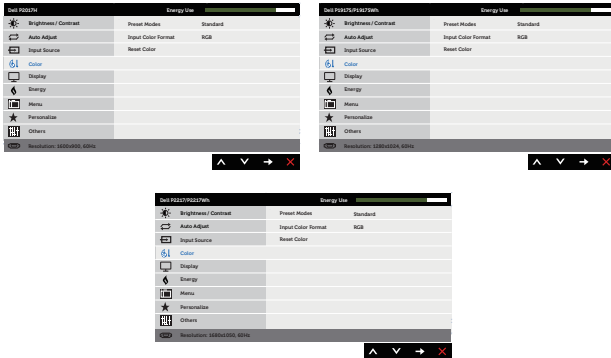 Dell P2017H Energy Use
Brightness / Contrast Preset Modes Standard
Auto Adjust Input Color Format RGB
Input Source Reset Color
Color
Display
Energy
Menu
Personalize
Others
Resolution: 1600x900, 60Hz
Dell P1917S/P1917SWh Energy Use
Brightness / Contrast Preset Modes Standard
Auto Adjust Input Color Format RGB
Input Source Reset Color
Color
Display
Energy
Menu
Personalize
Others
Resolution: 1280x1024, 60Hz
Dell P2217/P2217Wh Energy Use
Brightness / Contrast Preset Modes Standard
Auto Adjust Input Color Format RGB
Input Source Reset Color
Color
Display
Energy
Menu
Personalize
Others
Resolution: 1680x1050, 60Hz